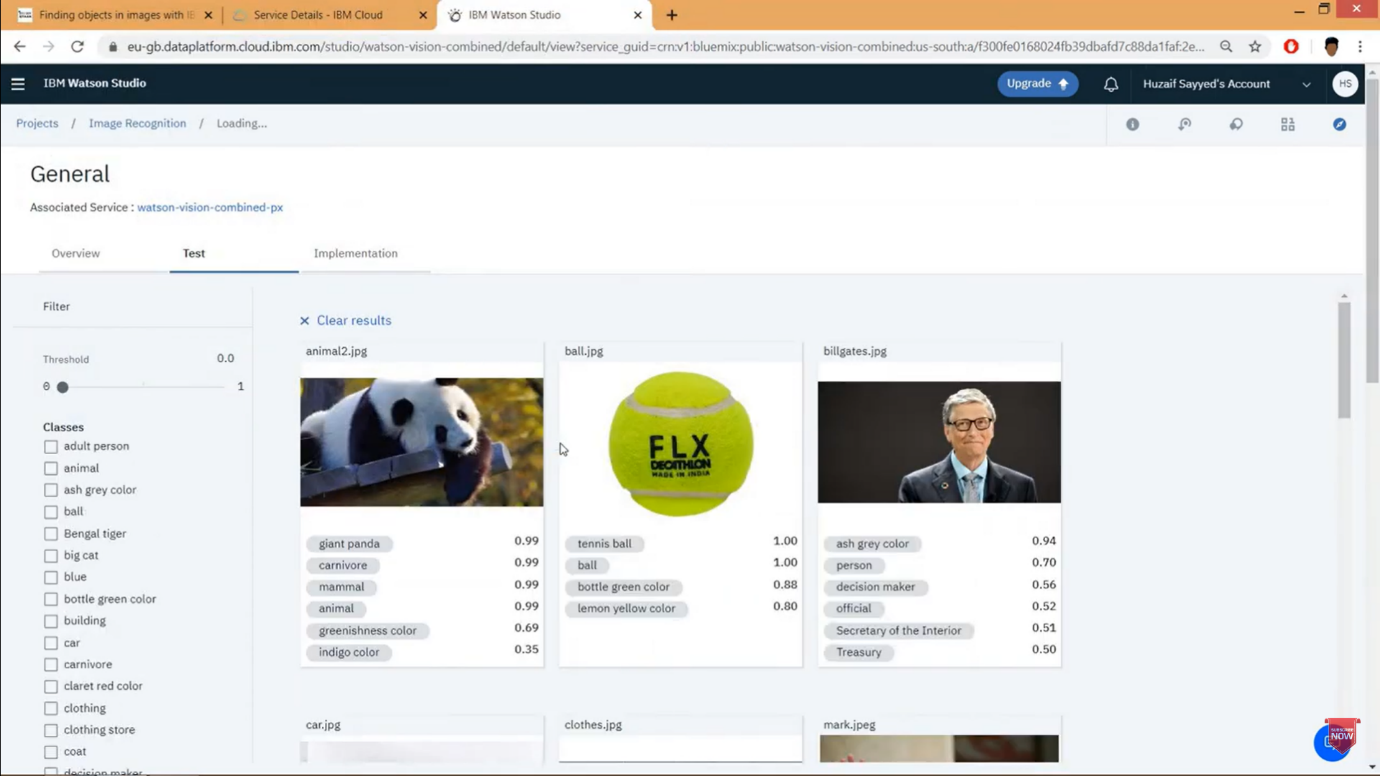 Finding objects in images with IB
Service Details - IBM Cloud
IBM Watson Studio
eu-gb.dataplatform.cloud.ibm.com/studio/watson-vision-combined/default/view?service_guid=crn:v1:bluemix:public:watson-vision-combined:us-south:a/f300fe0168024fb39dbafd7c88da1faf:2e...
IBM Watson Studio
Upgrade
Huzaif Sayyed's Account
HS
Projects / Image Recognition / Loading...
General
Associated Service : watson-vision-combined-px
Overview
Test
Implementation
Filter
Threshold 0.0
0 1
Classes
adult person
animal
ash grey color
ball
Bengal tiger
big cat
blue
bottle green color
building
car
carnivore
claret red color
clothing
clothing store
coat
decision maker
× Clear results
animal2.jpg
giant panda 0.99
carnivore 0.99
mammal 0.99
animal 0.99
greenishness color 0.69
indigo color 0.35
ball.jpg
FLX
DECATHLON
MADE IN INDIA
tennis ball 1.00
ball 1.00
bottle green color 0.88
lemon yellow color 0.80
billgates.jpg
ash grey color 0.94
person 0.70
decision maker 0.56
official 0.52
Secretary of the Interior 0.51
Treasury 0.50
car.jpg
clothes.jpg
mark.jpeg
SUBSCRIBE
NOW